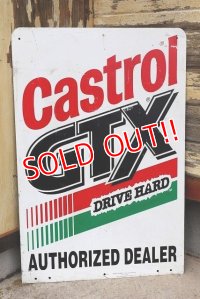 Castrol
GTX
SOLD OUT!!
DRIVE HARD
AUTHORIZED DEALER